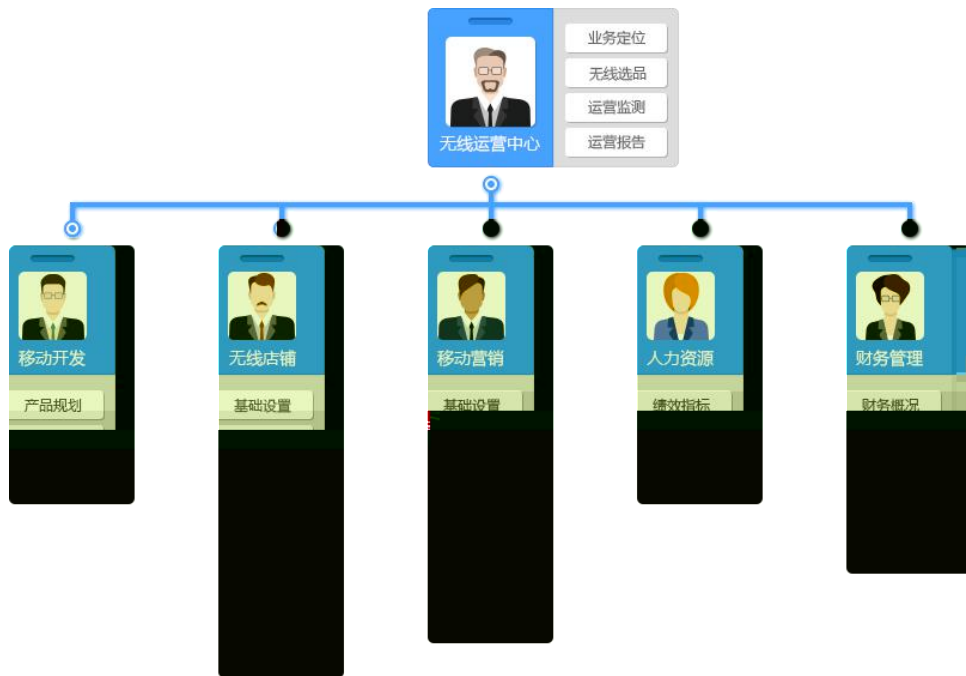 业务定位
无线选品
运营监测
运营报告
无线运营中心
移动开发
无线店铺
移动营销
人力资源
财务管理
产品规划
基础设置
基础设置
绩效指标
财务概况